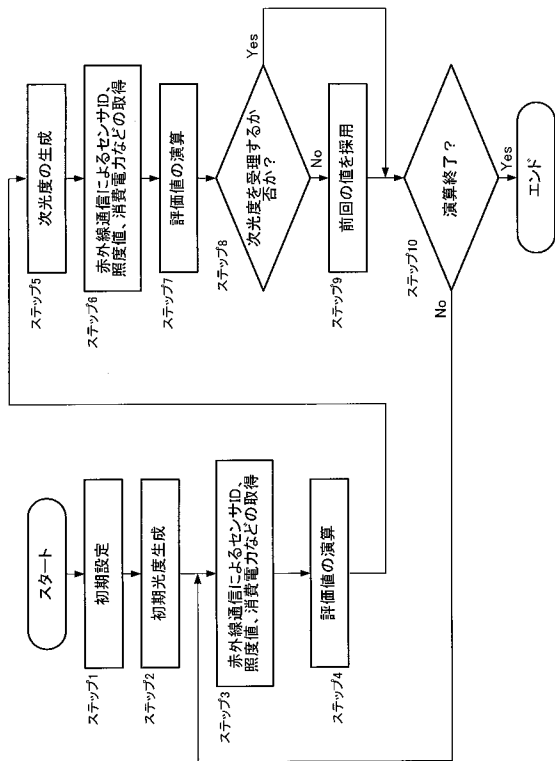 スタート
ステップ1
初期設定
ステップ2
初期光度生成
ステップ3
赤外線通信によるセンサID、
照度値、消費電力などの取得
ステップ4
評価値の演算
ステップ5
次光度の生成
ステップ6
赤外線通信によるセンサID、
照度値、消費電力などの取得
ステップ7
評価値の演算
ステップ8
次光度を受理するか
否か？
Yes
No
ステップ9
前回の値を採用
ステップ10
演算終了？
No
Yes
エンド